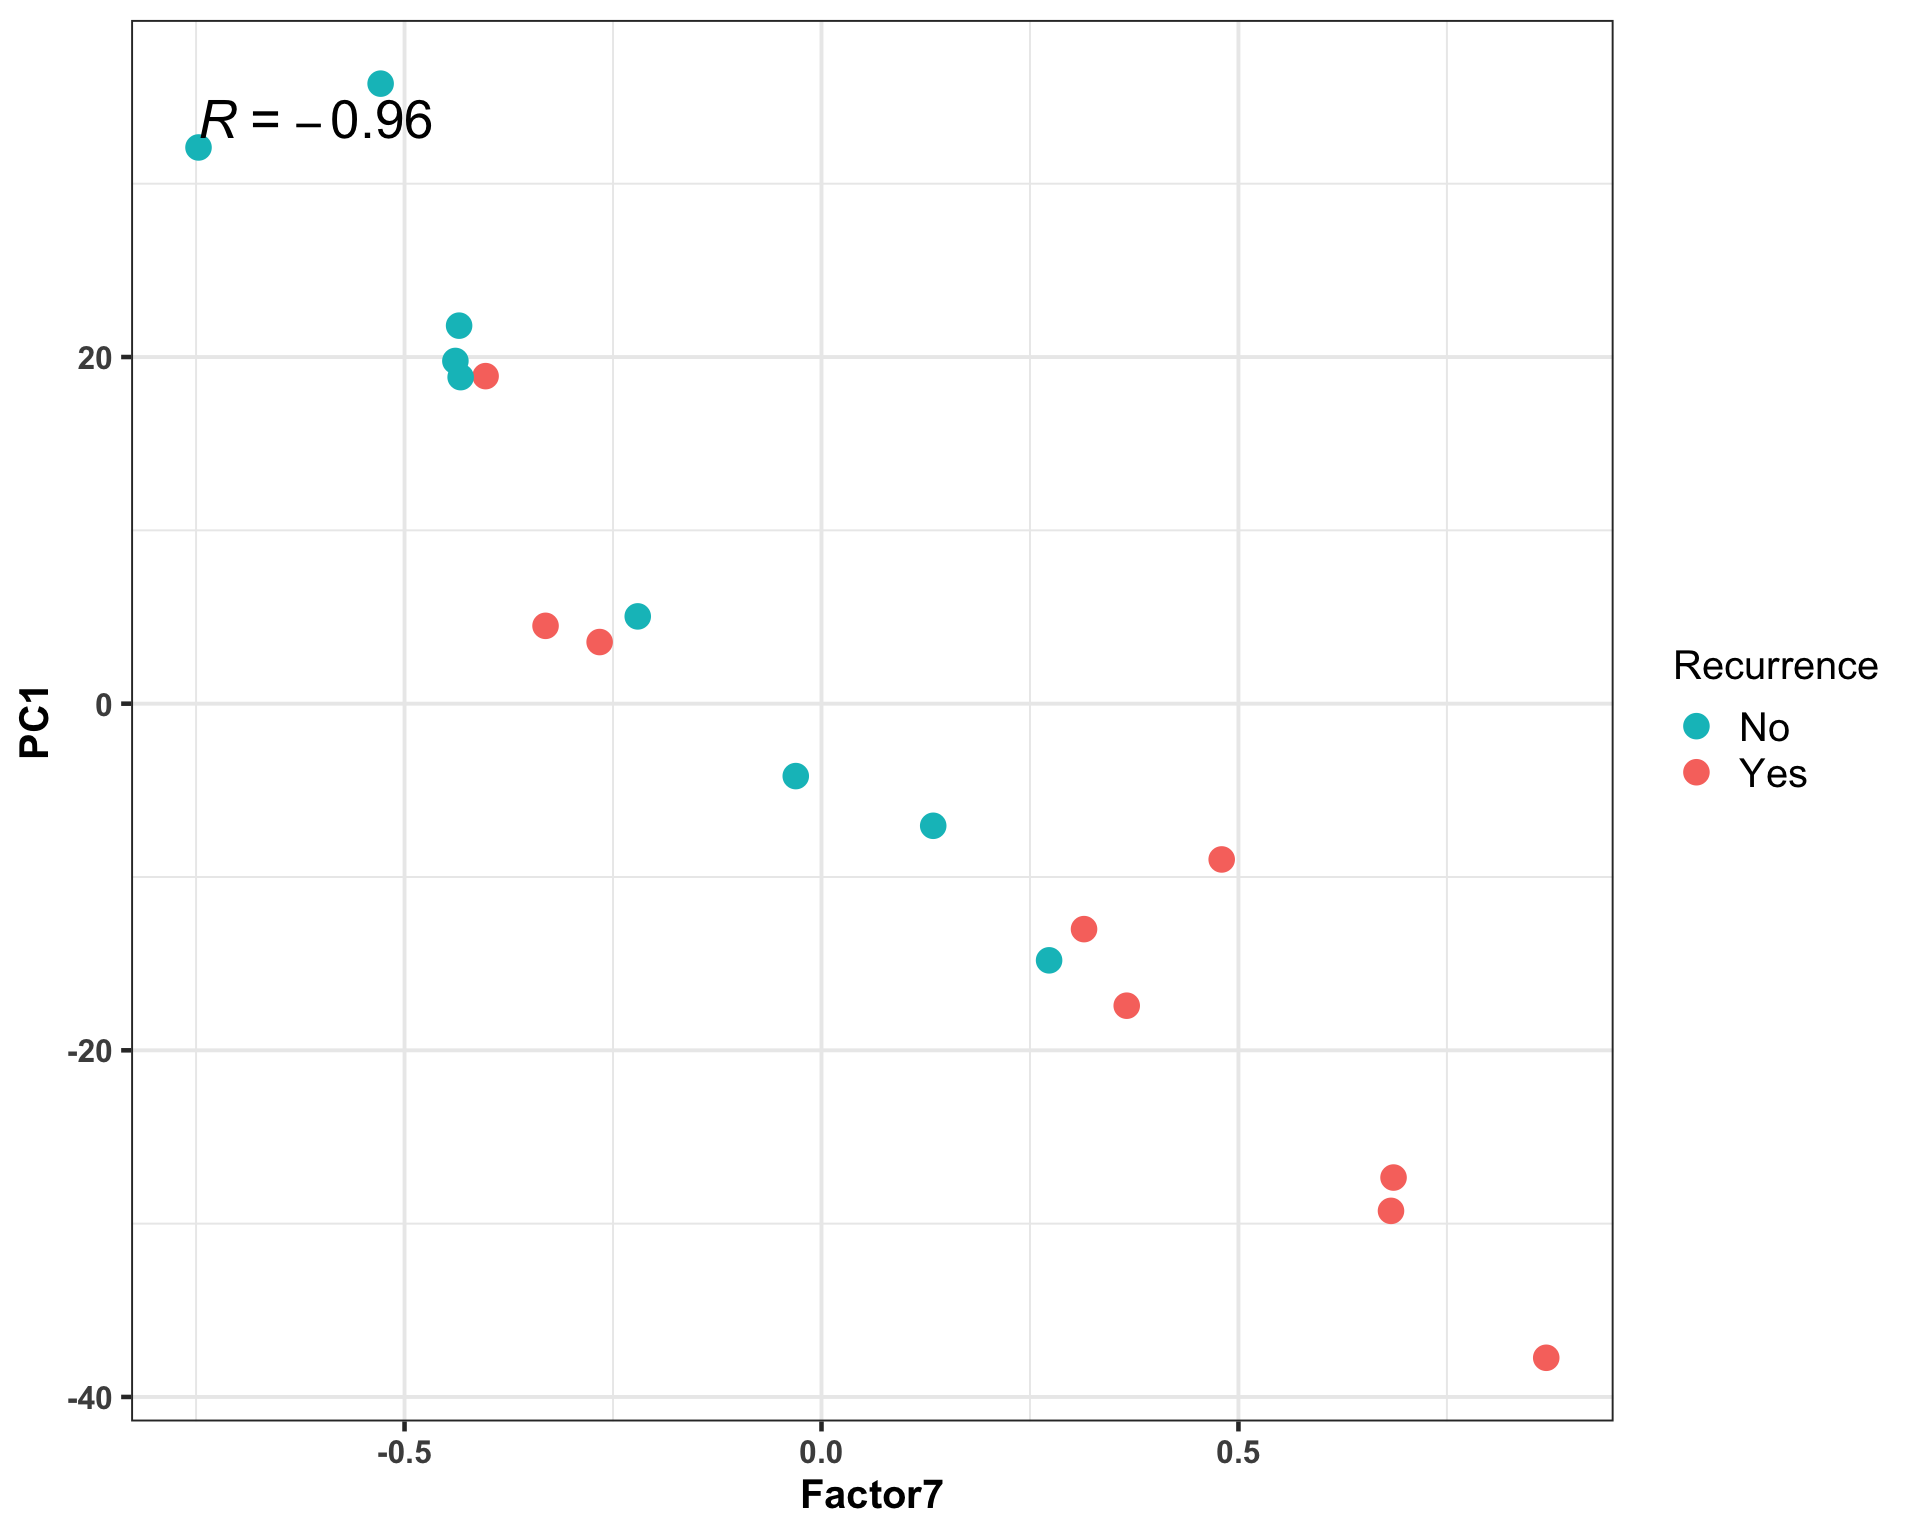 R = −0.96
20
0
-20
-40
PC1
-0.5
0.0
0.5
Factor7
Recurrence
No
Yes